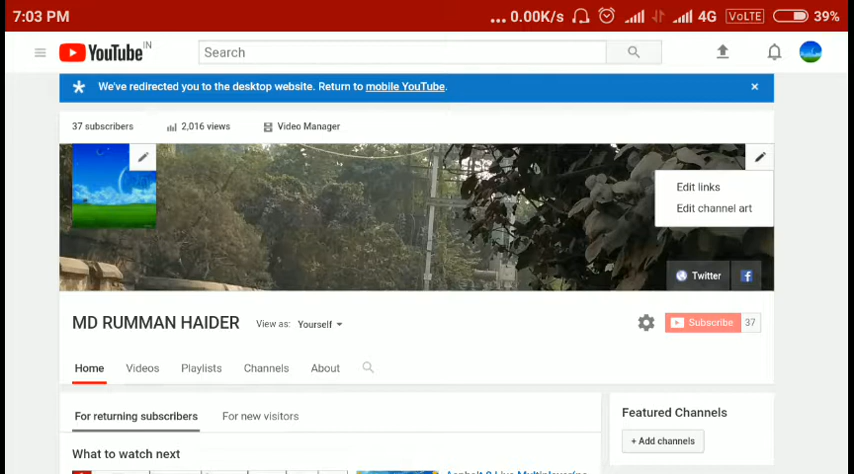 7:03 PM ... 0.00K/s 4G VoLTE 39%
YouTube IN Search
We've redirected you to the desktop website. Return to mobile YouTube. ×
37 subscribers 2,016 views Video Manager
Edit links
Edit channel art
Twitter f
MD RUMMAN HAIDER View as: Yourself Subscribe 37
Home Videos Playlists Channels About
For returning subscribers For new visitors
Featured Channels
+ Add channels
What to watch next